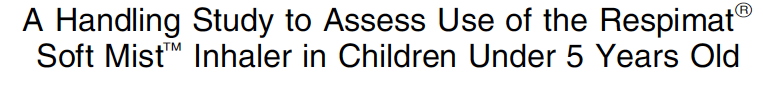 A Handling Study to Assess Use of the Respimat®
Soft Mist™ Inhaler in Children Under 5 Years Old